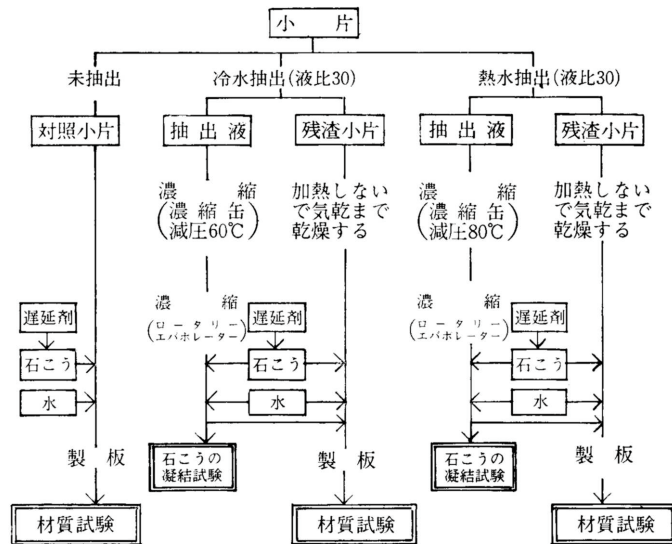 小片
未抽出
冷水抽出(液比30)
熱水抽出(液比30)
対照小片
抽出液
残渣小片
抽出液
残渣小片
濃縮
(濃縮缶
減圧60℃)
加熱しない
で気乾まで
乾燥する
濃縮
(濃縮缶
減圧80℃)
加熱しない
で気乾まで
乾燥する
濃縮
(ロータリー
エバポレーター)
濃縮
(ロータリー
エバポレーター)
遅延剤
遅延剤
遅延剤
石こう
石こう
石こう
水
水
水
製板
石こうの
凝結試験
製板
石こうの
凝結試験
製板
材質試験
材質試験
材質試験